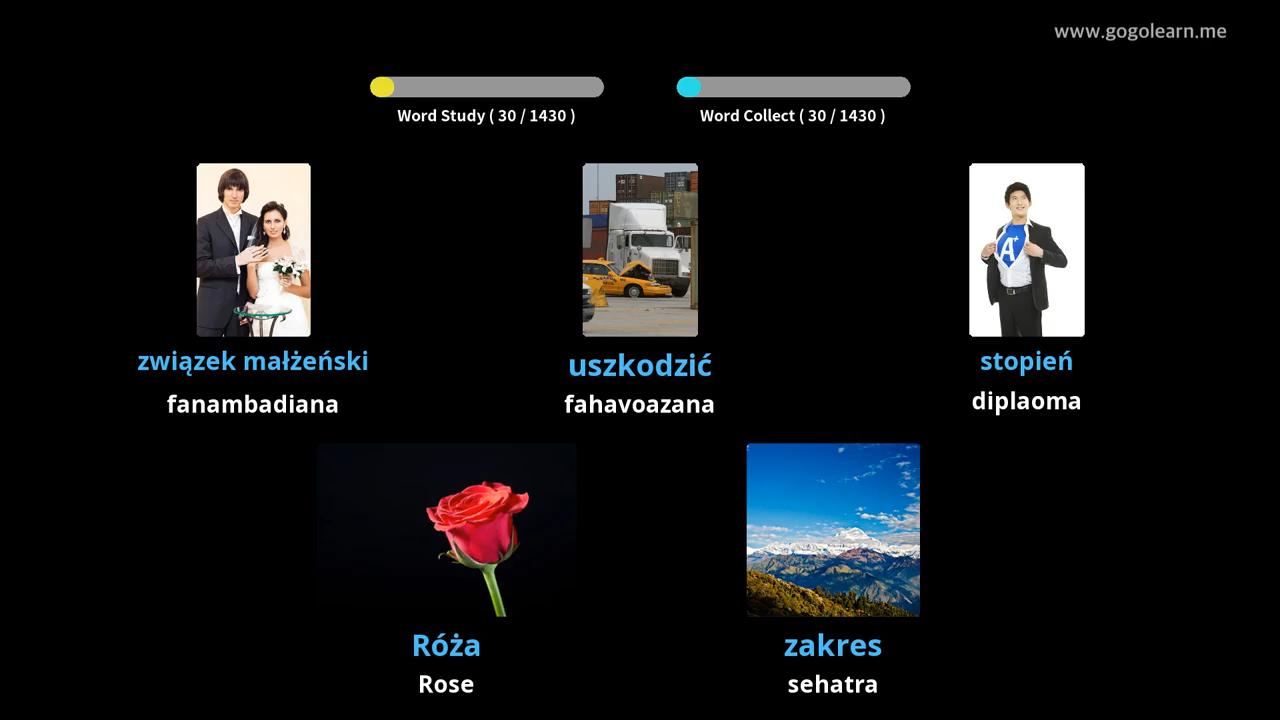 www.gogolearn.me
Word Study ( 30 / 1430 )
Word Collect ( 30 / 1430 )
A+
związek małżeński
uszkodzić
stopień
fanambadiana
fahavoazana
diplaoma
Róża
zakres
Rose
sehatra